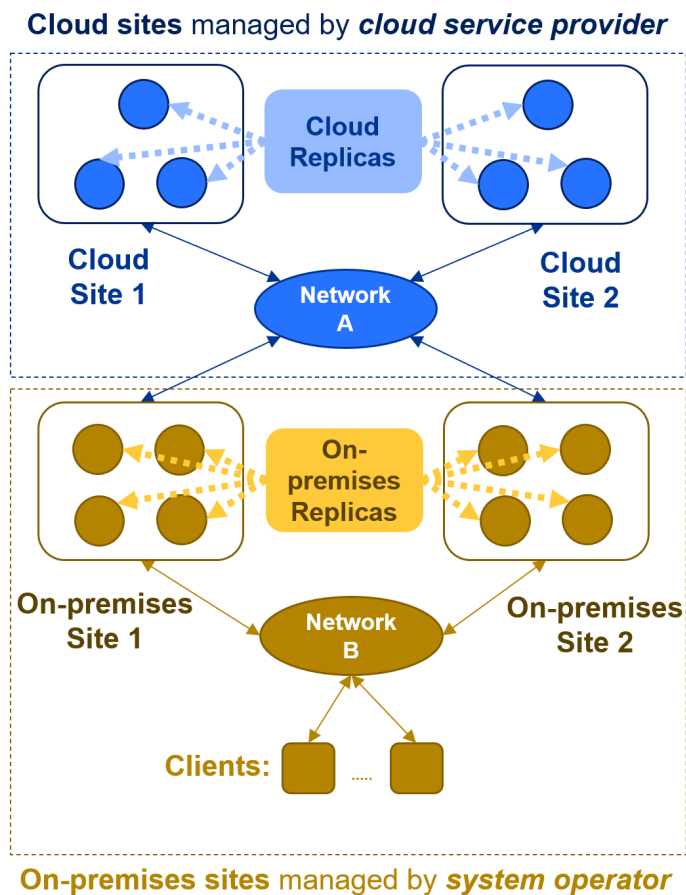 Cloud sites managed by cloud service provider
Cloud
Replicas
Cloud
Site 1
Cloud
Site 2
Network
A
On-
premises
Replicas
On-premises
Site 1
On-premises
Site 2
Network
B
Clients:
.....
On-premises sites managed by system operator